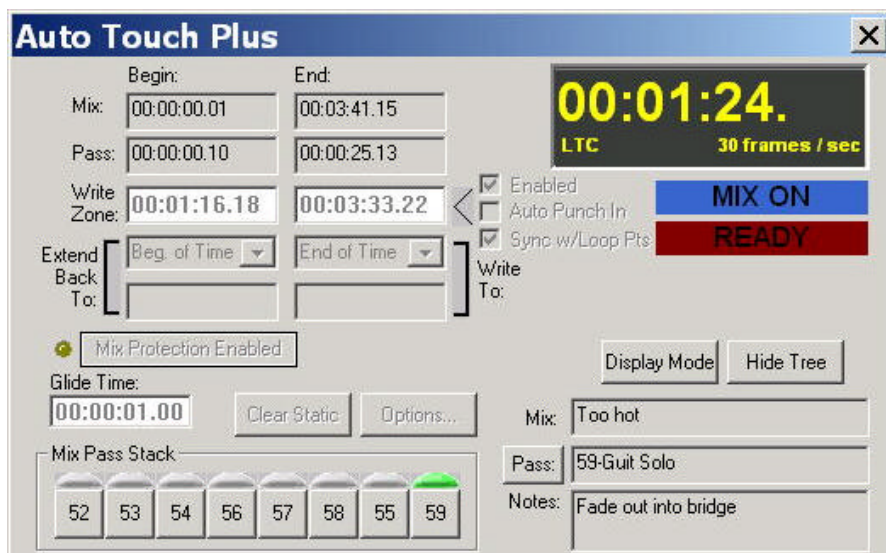 Auto Touch Plus
Begin: End:
Mix: 00:00:00.01 00:03:41.15
Pass: 00:00:00.10 00:00:25.13
Write Zone: 00:01:16.18 00:03:33.22
00:01:24.
LTC 30 frames / sec
Enabled
Auto Punch In
Sync w/Loop Pts
MIX ON
READY
Extend Back To:
Beg. of Time End of Time
Write To:
Mix Protection Enabled
Display Mode Hide Tree
Glide Time:
00:00:01.00 Clear Static Options...
Mix: Too hot
Pass: 59-Guit Solo
Notes: Fade out into bridge
Mix Pass Stack
52 53 54 56 57 58 55 59